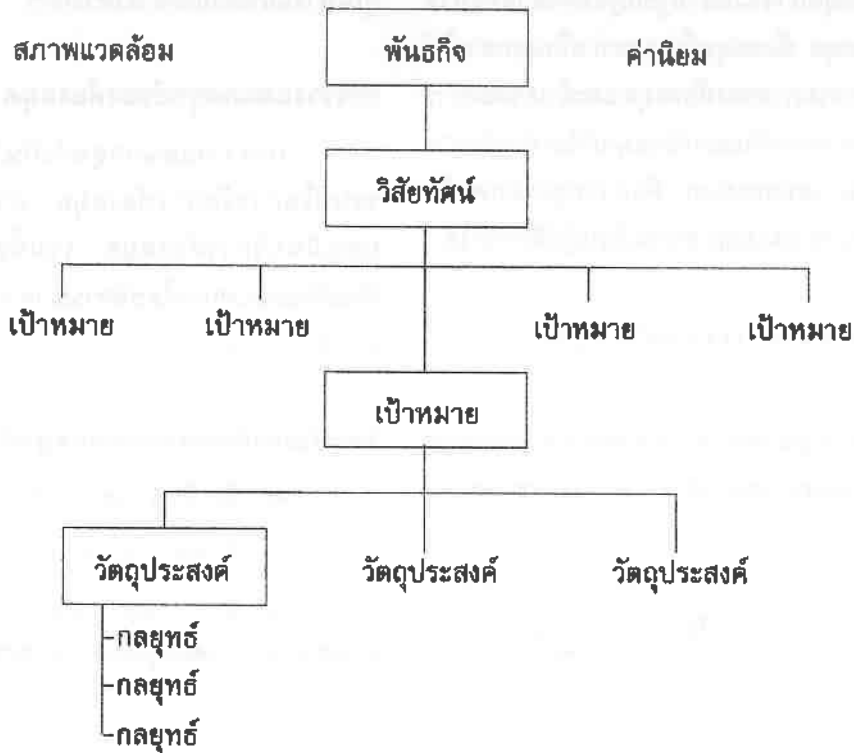 สภาพแวดล้อม พันธกิจ ค่านิยม
วิสัยทัศน์
เป้าหมาย เป้าหมาย เป้าหมาย เป้าหมาย
เป้าหมาย
วัตถุประสงค์ วัตถุประสงค์ วัตถุประสงค์
-กลยุทธ์
-กลยุทธ์
-กลยุทธ์